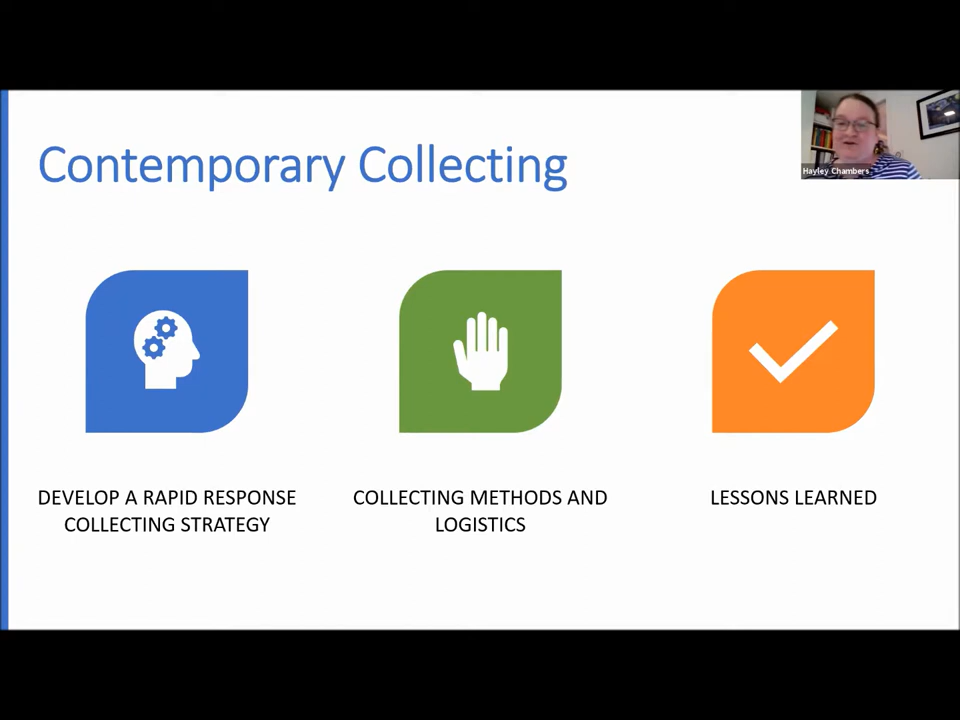 Contemporary Collecting
Hayley Chambers
DEVELOP A RAPID RESPONSE
COLLECTING STRATEGY
COLLECTING METHODS AND
LOGISTICS
LESSONS LEARNED